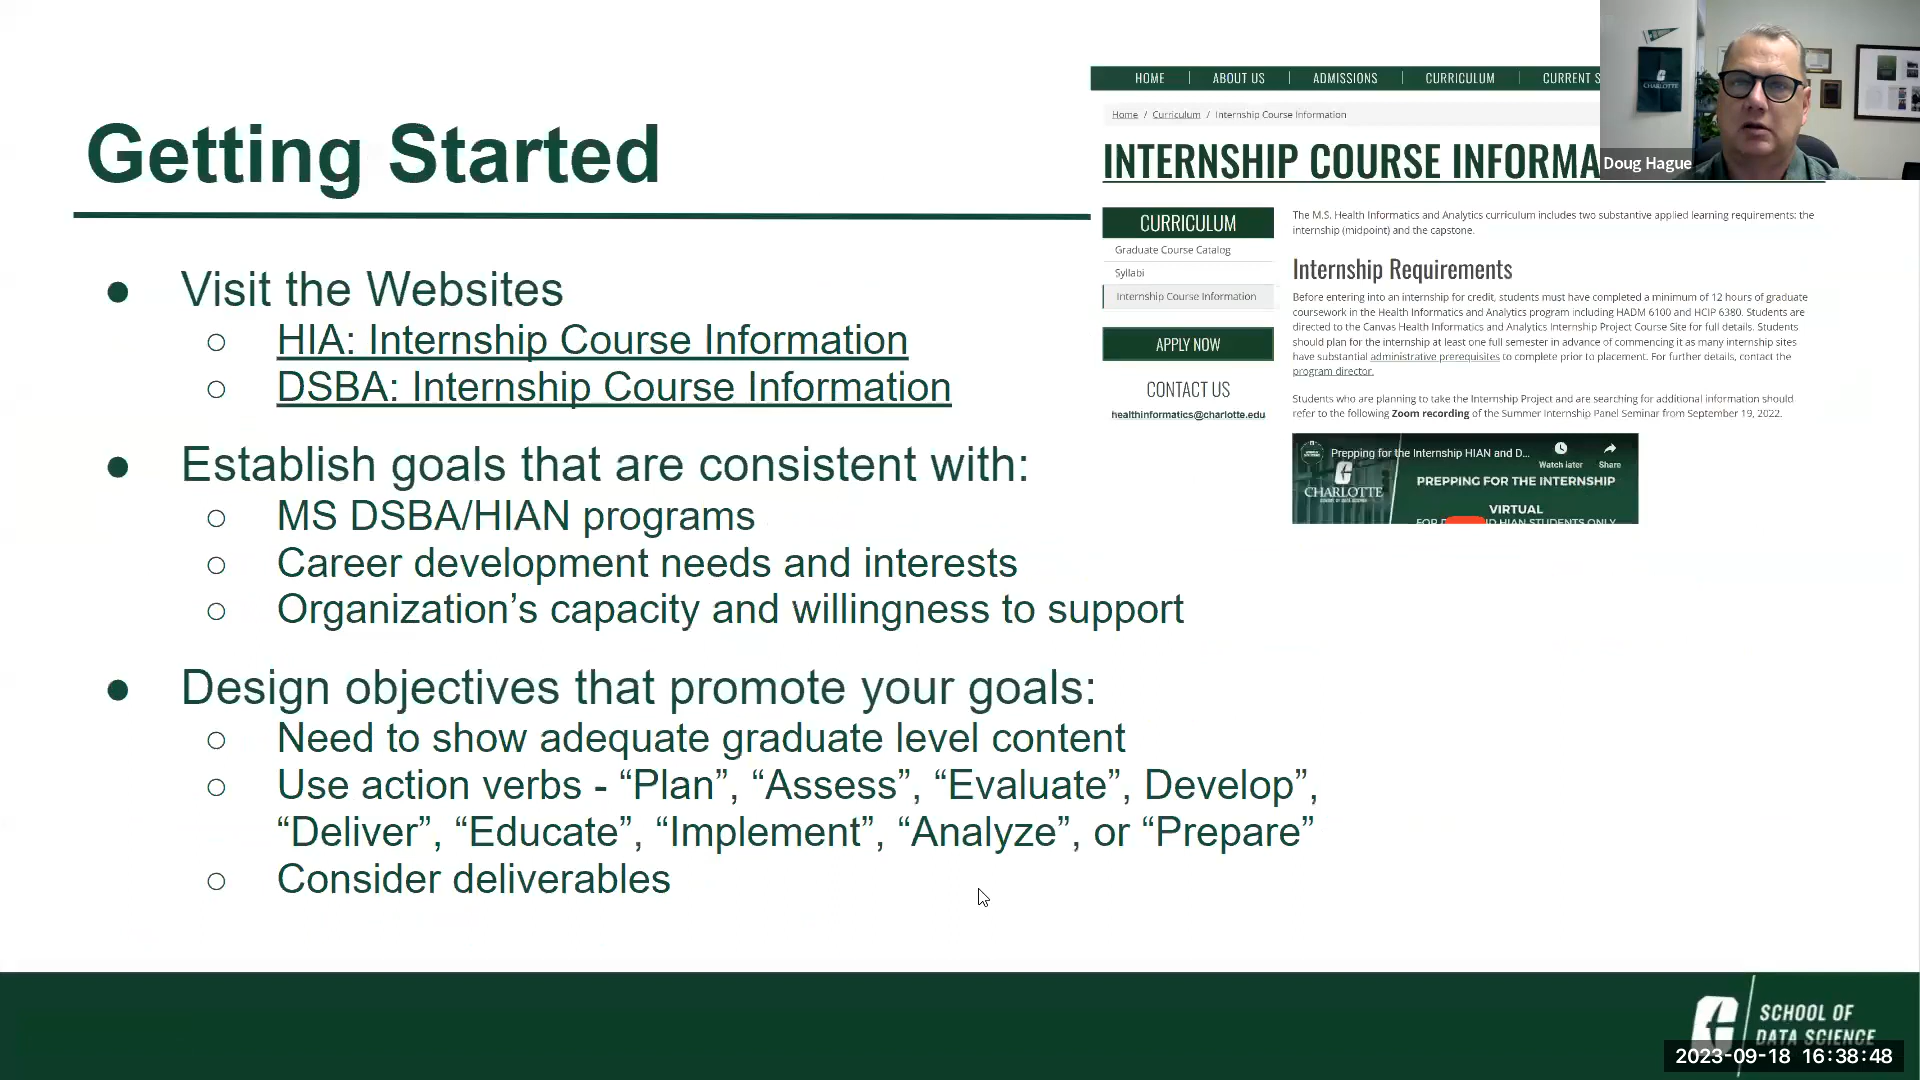 Getting Started
● Visit the Websites
○ HIA: Internship Course Information
○ DSBA: Internship Course Information
● Establish goals that are consistent with:
○ MS DSBA/HIAN programs
○ Career development needs and interests
○ Organization’s capacity and willingness to support
● Design objectives that promote your goals:
○ Need to show adequate graduate level content
○ Use action verbs - “Plan”, “Assess”, “Evaluate”, Develop”,
“Deliver”, “Educate”, “Implement”, “Analyze”, or “Prepare”
○ Consider deliverables
HOME | ABOUT US | ADMISSIONS | CURRICULUM | CURRENT S
Home / Curriculum / Internship Course Information
INTERNSHIP COURSE INFORMA
CURRICULUM
Graduate Course Catalog
Syllabi
Internship Course Information
APPLY NOW
CONTACT US
healthinformatics@charlotte.edu
The M.S. Health Informatics and Analytics curriculum includes two substantive applied learning requirements: the
internship (midpoint) and the capstone.
Internship Requirements
Before entering into an internship for credit, students must have completed a minimum of 12 hours of graduate
coursework in the Health Informatics and Analytics program including HADM 6100 and HCIP 6380. Students are
directed to the Canvas Health Informatics and Analytics Internship Project Course Site for full details. Students
should plan for the internship at least one full semester in advance of commencing it as many internship sites
have substantial administrative prerequisites to complete prior to placement. For further details, contact the
program director.
Students who are planning to take the Internship Project and are searching for additional information should
refer to the following Zoom recording of the Summer Internship Panel Seminar from September 19, 2022.
Prepping for the Internship HIAN and D...
Watch later
Share
CHARLOTTE
PREPPING FOR THE INTERNSHIP
VIRTUAL
HIAN STUDENTS ONLY
CHARLOTTE
Doug Hague
SCHOOL OF
DATA SCIENCE
2023-09-18 16:38:48